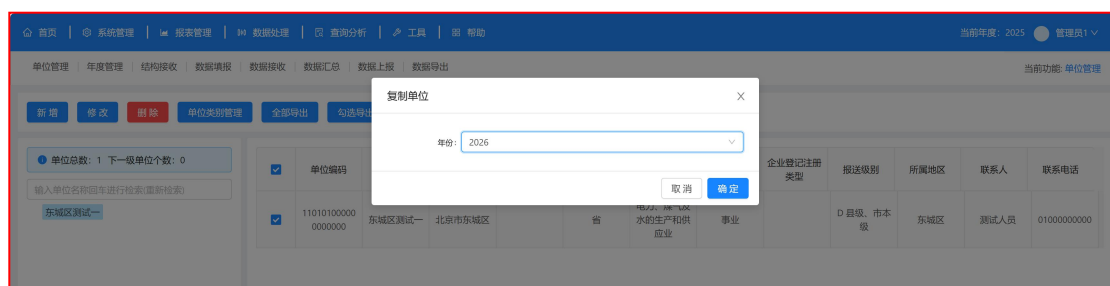 首页 系统管理 报表管理 数据处理 查询分析 工具 帮助 当前年度：2025 管理员1
单位管理 年度管理 结构接收 数据填报 数据接收 数据汇总 数据上报 数据导出 当前功能: 单位管理
复制单位
新增 修改 删除 单位类别管理 全部导出 勾选导出
年份： 2026
单位总数：1 下一级单位个数：0
输入单位名称回车进行检索(重新检索)
单位编码 企业登记注册类型 报送级别 所属地区 联系人 联系电话
取 消 确 定
东城区测试一
11010100000
0000000 东城区测试一 北京市东城区 省 水的生产和供应业 事业 D 县级、市本级 东城区 测试人员 01000000000